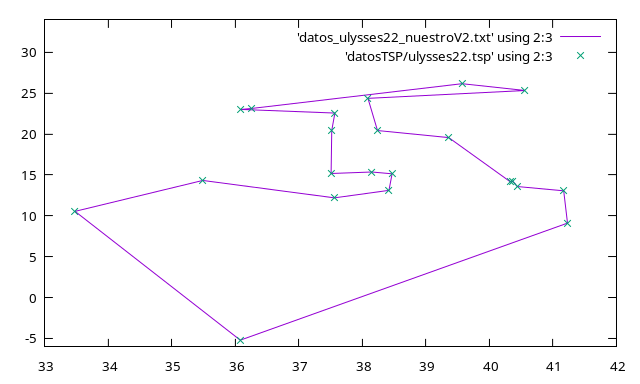 'datos_ulysses22_nuestroV2.txt' using 2:3
'datosTSP/ulysses22.tsp' using 2:3
30
25
20
15
10
5
0
-5
33 34 35 36 37 38 39 40 41 42